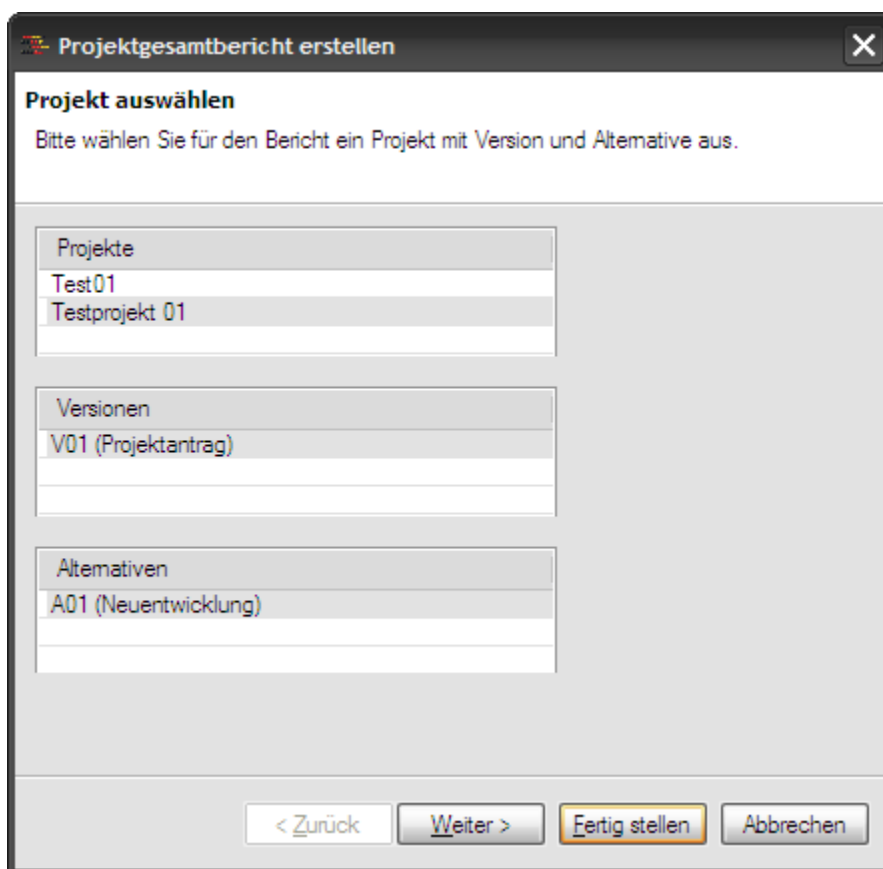 Projektgesamtbericht erstellen
Projekt auswählen
Bitte wählen Sie für den Bericht ein Projekt mit Version und Alternative aus.
Projekte
Test01
Testprojekt 01
Versionen
V01 (Projektantrag)
Alternativen
A01 (Neuentwicklung)
< Zurück Weiter > Fertig stellen Abbrechen